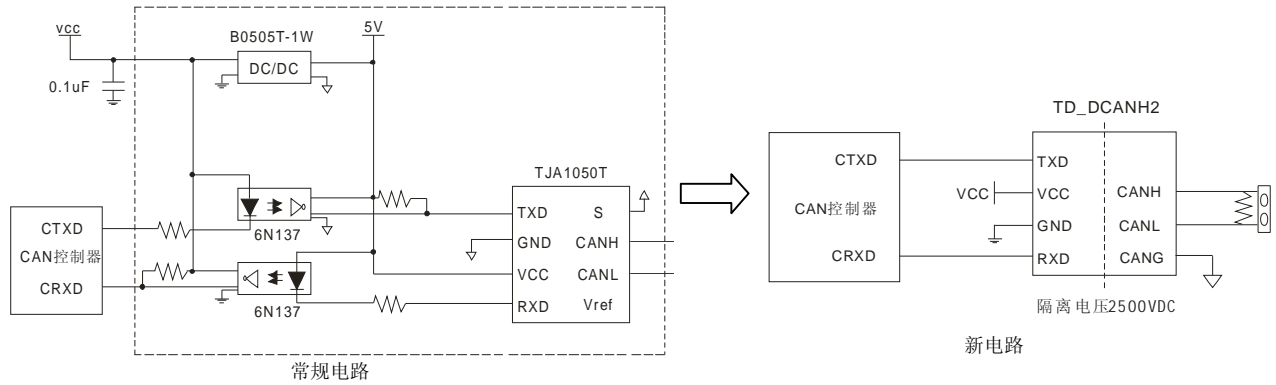 vcc
0.1uF
B0505T-1W
DC/DC
5V
6N137
6N137
CTXD
CAN控制器
CRXD
TJA1050T
TXD
S
GND
CANH
VCC
CANL
RXD
Vref
常规电路
CTXD
CAN控制器
CRXD
TD_DCANH2
TXD
VCC
VCC
CANH
GND
CANL
RXD
CANG
隔离电压2500VDC
新电路